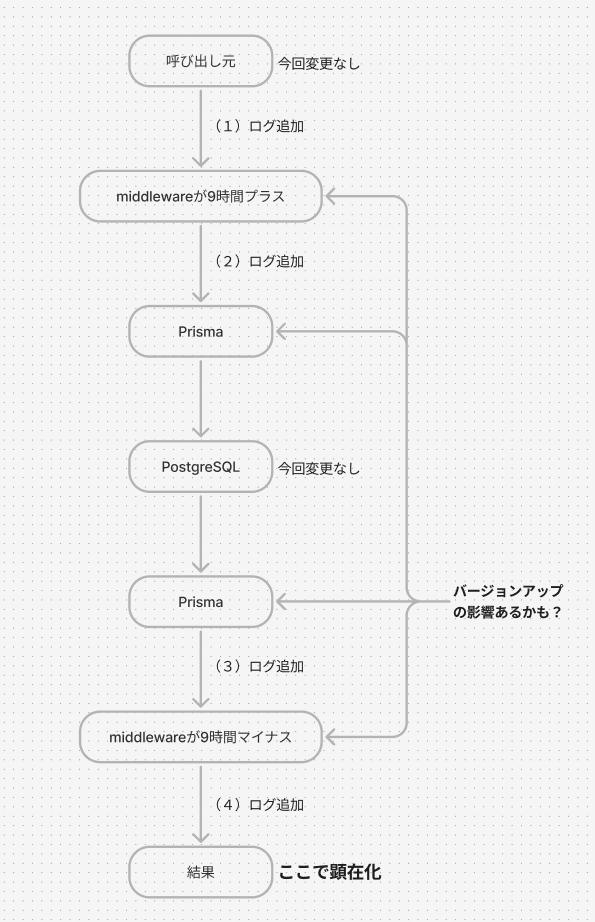 呼び出し元
今回変更なし
（１）ログ追加
middlewareが9時間プラス
（２）ログ追加
Prisma
PostgreSQL
今回変更なし
バージョンアップ
の影響あるかも？
Prisma
（３）ログ追加
middlewareが9時間マイナス
（４）ログ追加
結果
ここで顕在化